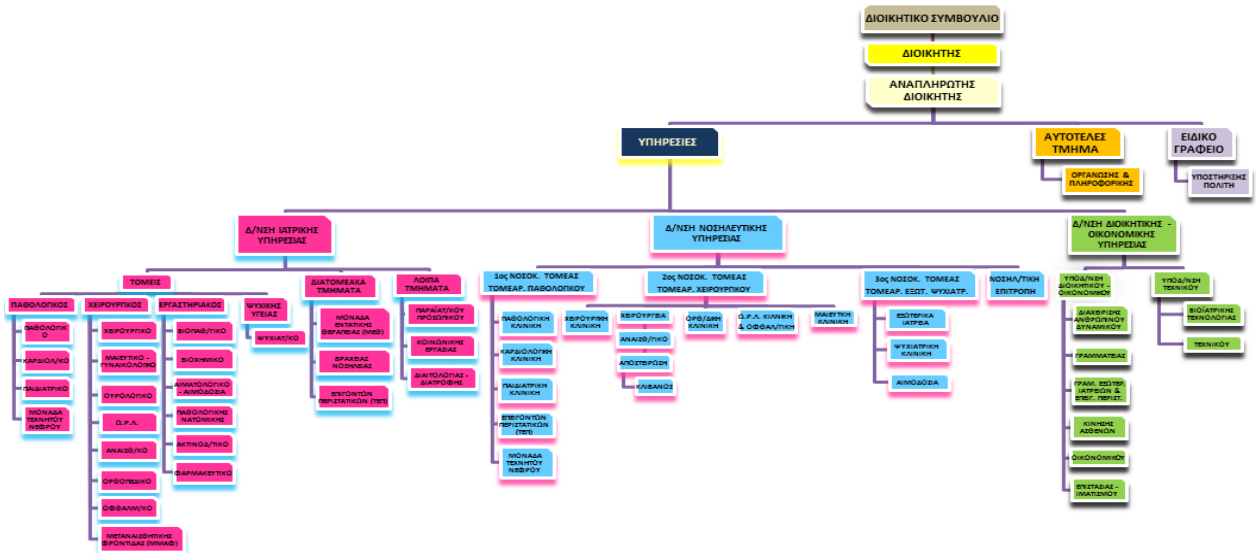 ΔΙΟΙΚΗΤΙΚΟ ΣΥΜΒΟΥΛΙΟ
ΔΙΟΙΚΗΤΗΣ
ΑΝΑΠΛΗΡΩΤΗΣ
ΔΙΟΙΚΗΤΗΣ
ΥΠΗΡΕΣΙΕΣ
ΑΥΤΟΤΕΛΕΣ
ΤΜΗΜΑ
ΟΡΓΑΝΩΣΗΣ &
ΠΛΗΡΟΦΟΡΙΚΗΣ
ΕΙΔΙΚΟ
ΓΡΑΦΕΙΟ
ΥΠΟΣΤΗΡΙΞΗΣ
ΠΟΛΙΤΗ
Δ/ΝΣΗ ΙΑΤΡΙΚΗΣ
ΥΠΗΡΕΣΙΑΣ
ΤΟΜΕΙΣ
ΠΑΘΟΛΟΓΙΚΟΣ
ΠΑΘΟΛΟΓΙΚ
Ο
ΚΑΡΔΙΟΛ/ΚΟ
ΠΑΙΔΙΑΤΡΙΚΟ
ΜΟΝΑΔΑ
ΤΕΧΝΗΤΟΥ
ΝΕΦΡΟΥ
ΧΕΙΡΟΥΡΓΙΚΟΣ
ΧΕΙΡΟΥΡΓΙΚΟ
ΜΑΙΕΥΤΙΚΟ -
ΓΥΝΑΙΚΟΛΟΓΙΚΟ
ΟΥΡΟΛΟΓΙΚΟ
Ω.Ρ.Λ.
ΑΝΑΙΣΘ/ΚΟ
ΟΡΘΟΠΕΔΙΚΟ
ΟΦΘΑΛΜ/ΚΟ
ΜΕΤΑΝΑΙΣΘΗΤΙΚΗΣ
ΦΡΟΝΤΙΔΑΣ (ΜΜΑΦ)
ΕΡΓΑΣΤΗΡΙΑΚΟΣ
ΒΙΟΠΑΘ/ΓΙΚΟ
ΒΙΟΧΗΜΙΚΟ
ΑΙΜΑΤΟΛΟΓΙΚΟ
- ΑΙΜΟΔΟΣΙΑ
ΠΑΘΟΛΟΓΙΚΗΣ
ΑΝΑΤΟΜΙΚΗΣ
ΑΚΤΙΝΟΔ/ΤΙΚΟ
ΦΑΡΜΑΚΕΥΤΙΚΟ
ΨΥΧΙΚΗΣ
ΥΓΕΙΑΣ
ΨΥΧΙΑΤ/ΚΟ
ΔΙΑΤΟΜΕΑΚΑ
ΤΜΗΜΑΤΑ
ΜΟΝΑΔΑ
ΕΝΤΑΤΙΚΗΣ
ΘΕΡΑΠΕΙΑΣ (ΜΕΘ)
ΒΡΑΧΕΙΑΣ
ΝΟΣΗΛΕΙΑΣ
ΕΠΕΙΓΟΝΤΩΝ
ΠΕΡΙΣΤΑΤΙΚΩΝ (ΤΕΠ)
ΛΟΙΠΑ
ΤΜΗΜΑΤΑ
ΠΑΡΑΪΑΤ/ΚΟΥ
ΠΡΟΣΩΠΙΚΟΥ
ΚΟΙΝΩΝΙΚΗΣ
ΕΡΓΑΣΙΑΣ
ΔΙΑΙΤΟΛΟΓΙΑΣ -
ΔΙΑΤΡΟΦΗΣ
Δ/ΝΣΗ ΝΟΣΗΛΕΥΤΙΚΗΣ
ΥΠΗΡΕΣΙΑΣ
1ος ΝΟΣΟΚ. ΤΟΜΕΑΣ
ΤΟΜΕΑΡ. ΠΑΘΟΛΟΓΙΚΟΥ
ΠΑΘΟΛΟΓΙΚΗ
ΚΛΙΝΙΚΗ
ΚΑΡΔΙΟΛΟΓΙΚΗ
ΚΛΙΝΙΚΗ
ΠΑΙΔΙΑΤΡΙΚΗ
ΚΛΙΝΙΚΗ
ΕΠΕΙΓΟΝΤΩΝ
ΠΕΡΙΣΤΑΤΙΚΩΝ
(ΤΕΠ)
ΜΟΝΑΔΑ
ΤΕΧΝΗΤΟΥ
ΝΕΦΡΟΥ
2ος ΝΟΣΟΚ. ΤΟΜΕΑΣ
ΤΟΜΕΑΡ. ΧΕΙΡΟΥΡΓΙΚΟΥ
ΧΕΙΡΟΥΡΓΙΚΗ
ΚΛΙΝΙΚΗ
ΧΕΙΡΟΥΡΓΕΙΑ
ΑΝΑΙΣΘ/ΓΙΚΟ
ΑΠΟΣΤΕΙΡΩΣΗ
ΚΛΙΒΑΝΟΣ
ΟΡΘ/ΔΙΚΗ
ΚΛΙΝΙΚΗ
Ω.Ρ.Λ. ΚΛΙΝΙΚΗ
& ΟΦΘΑΛ/ΓΙΚΗ
ΜΑΙΕΥΤΙΚΗ
ΚΛΙΝΙΚΗ
3ος ΝΟΣΟΚ. ΤΟΜΕΑΣ
ΤΟΜΕΑΡ. ΕΞΩΤ. ΨΥΧΙΑΤΡ.
ΕΞΩΤΕΡΙΚΑ
ΙΑΤΡΕΙΑ
ΨΥΧΙΑΤΡΙΚΗ
ΚΛΙΝΙΚΗ
ΑΙΜΟΔΟΣΙΑ
ΝΟΣΗΛ/ΤΙΚΗ
ΕΠΙΤΡΟΠΗ
Δ/ΝΣΗ ΔΙΟΙΚΗΤΙΚΗΣ -
ΟΙΚΟΝΟΜΙΚΗΣ
ΥΠΗΡΕΣΙΑΣ
ΥΠΟΔ/ΝΣΗ
ΔΙΟΙΚΗΤΙΚΟΥ -
ΟΙΚΟΝΟΜΙΚΟΥ
ΔΙΑΧΕΙΡΙΣΗΣ
ΑΝΘΡΩΠΙΝΟΥ
ΔΥΝΑΜΙΚΟΥ
ΓΡΑΜΜΑΤΕΙΑΣ
ΓΡΑΜ. ΕΞΩΤΕΡ.
ΙΑΤΡΕΙΩΝ &
ΕΠΕΙΓ. ΠΕΡΙΣΤ.
ΚΙΝΗΣΗΣ
ΑΣΘΕΝΩΝ
ΟΙΚΟΝΟΜΙΚΟΥ
ΕΠΙΣΤΑΣΙΑΣ -
ΙΜΑΤΙΣΜΟΥ
ΥΠΟΔ/ΝΣΗ
ΤΕΧΝΙΚΟΥ
ΒΙΟΪΑΤΡΙΚΗΣ
ΤΕΧΝΟΛΟΓΙΑΣ
ΤΕΧΝΙΚΟΥ